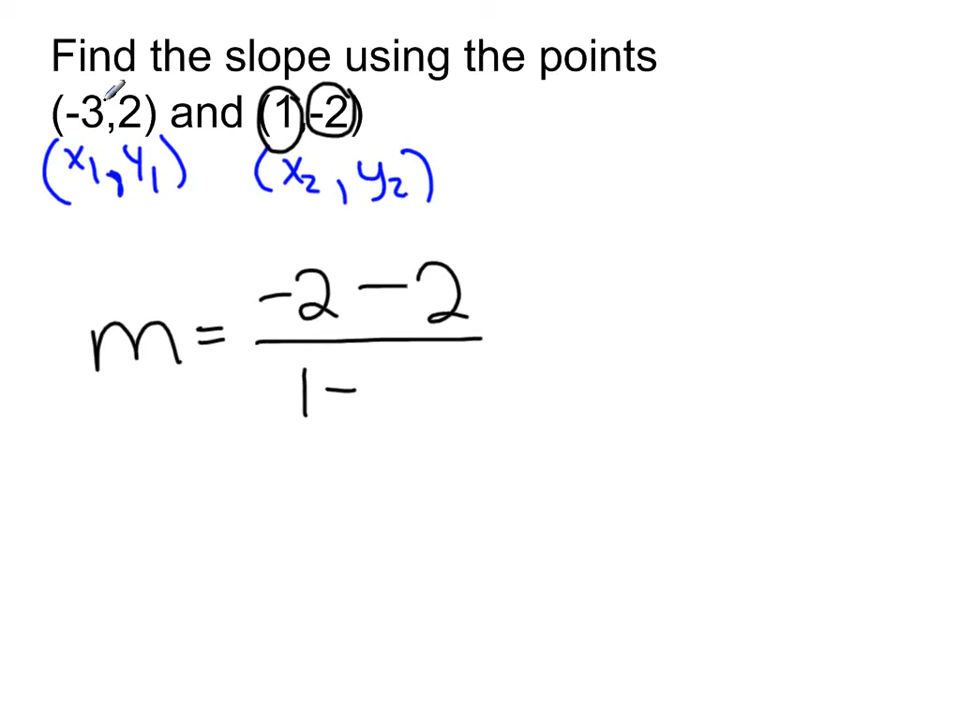 Find the slope using the points
(-3,2) and (1,-2)
(x₁, y₁) (x₂, y₂)
-2 - 2
m =
1 -